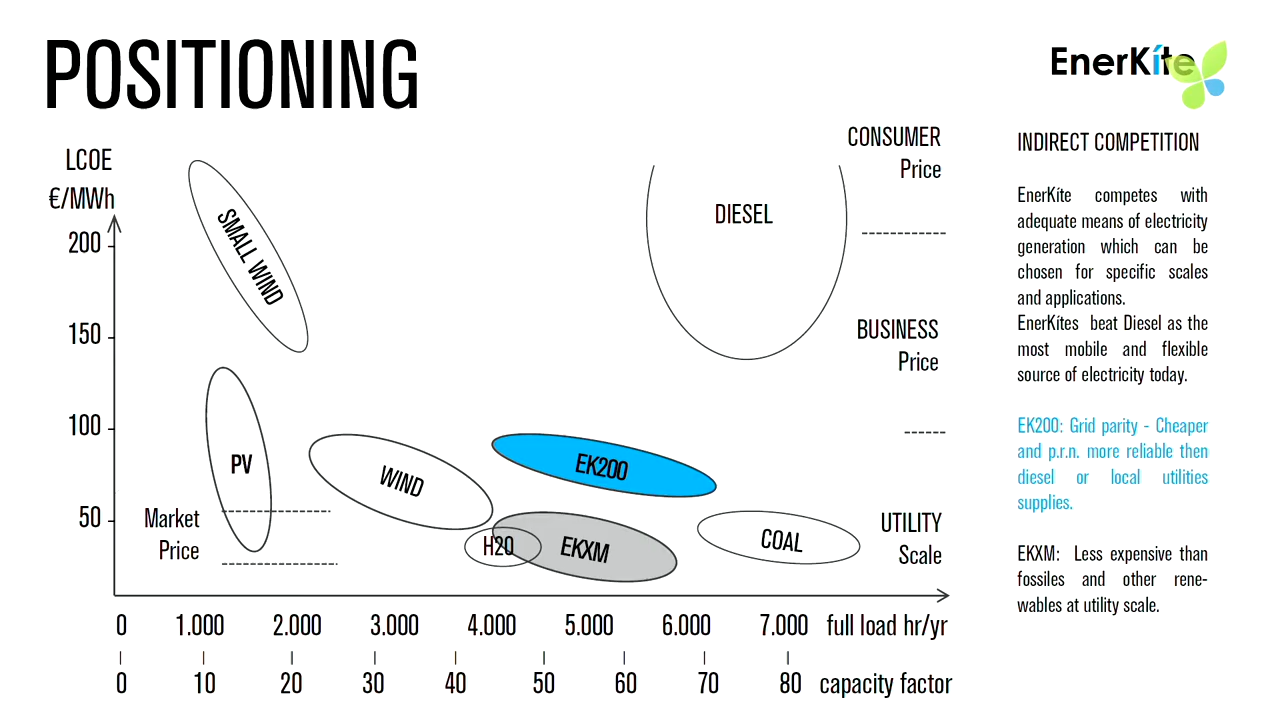 POSITIONING
EnerKíte
LCOE
€/MWh
200
150
100
50
SMALL WIND
PV
WIND
H2O
EK200
EKXM
DIESEL
COAL
Market
Price
CONSUMER
Price
BUSINESS
Price
UTILITY
Scale
0 1.000 2.000 3.000 4.000 5.000 6.000 7.000 full load hr/yr
0 10 20 30 40 50 60 70 80 capacity factor
INDIRECT COMPETITION
EnerKíte competes with
adequate means of electricity
generation which can be
chosen for specific scales
and applications.
EnerKítes beat Diesel as the
most mobile and flexible
source of electricity today.
EK200: Grid parity - Cheaper
and p.r.n. more reliable then
diesel or local utilities
supplies.
EKXM: Less expensive than
fossiles and other rene-
wables at utility scale.